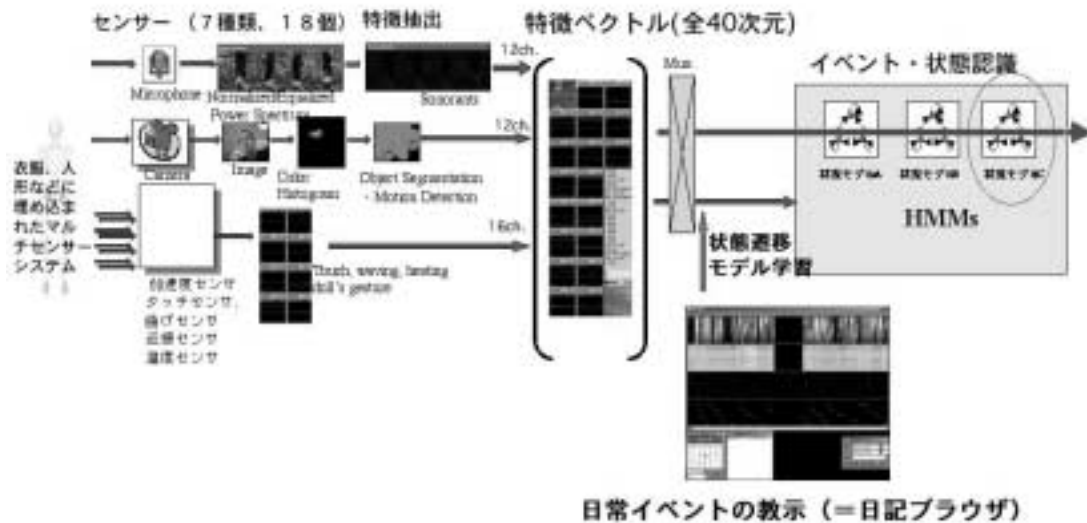 センサー（７種類，１８個）
特徴抽出
特徴ベクトル(全40次元)
イベント・状態認識
Microphone
Normalized/Equalized
Power Spectrum
Sonorants
12ch.
Mux
衣服、人
形などに
埋め込ま
れたマル
チセンサー
システム
Camera
Image
Color
Histogram
Object Segmentation
・Motion Detection
12ch.
16ch.
Touch, waving, heating
doll's gesture
加速度センサ
タッチセンサ,
曲げセンサ
近接センサ
温度センサ
HMMs
状態遷移
モデル学習
日常イベントの教示（＝日記ブラウザ）